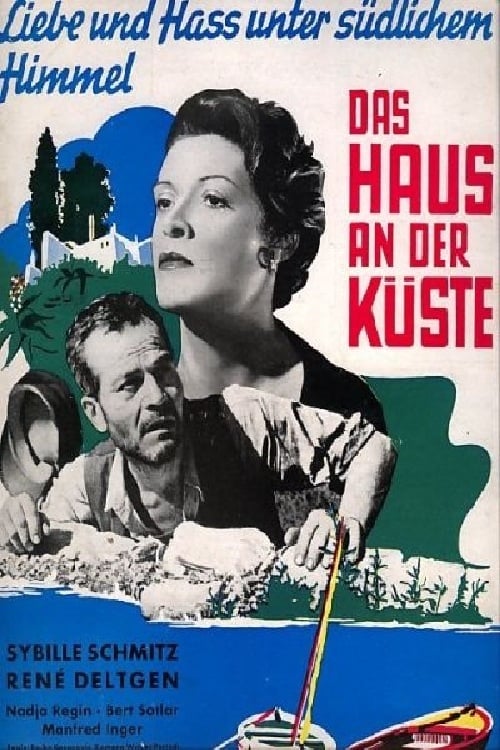 Liebe und Hass unter südlichem
Himmel
DAS
HAUS
AN DER
KÜSTE
SYBILLE SCHMITZ
RENÉ DELTGEN
Nadja Regin · Bert Sotlar
Manfred Inger